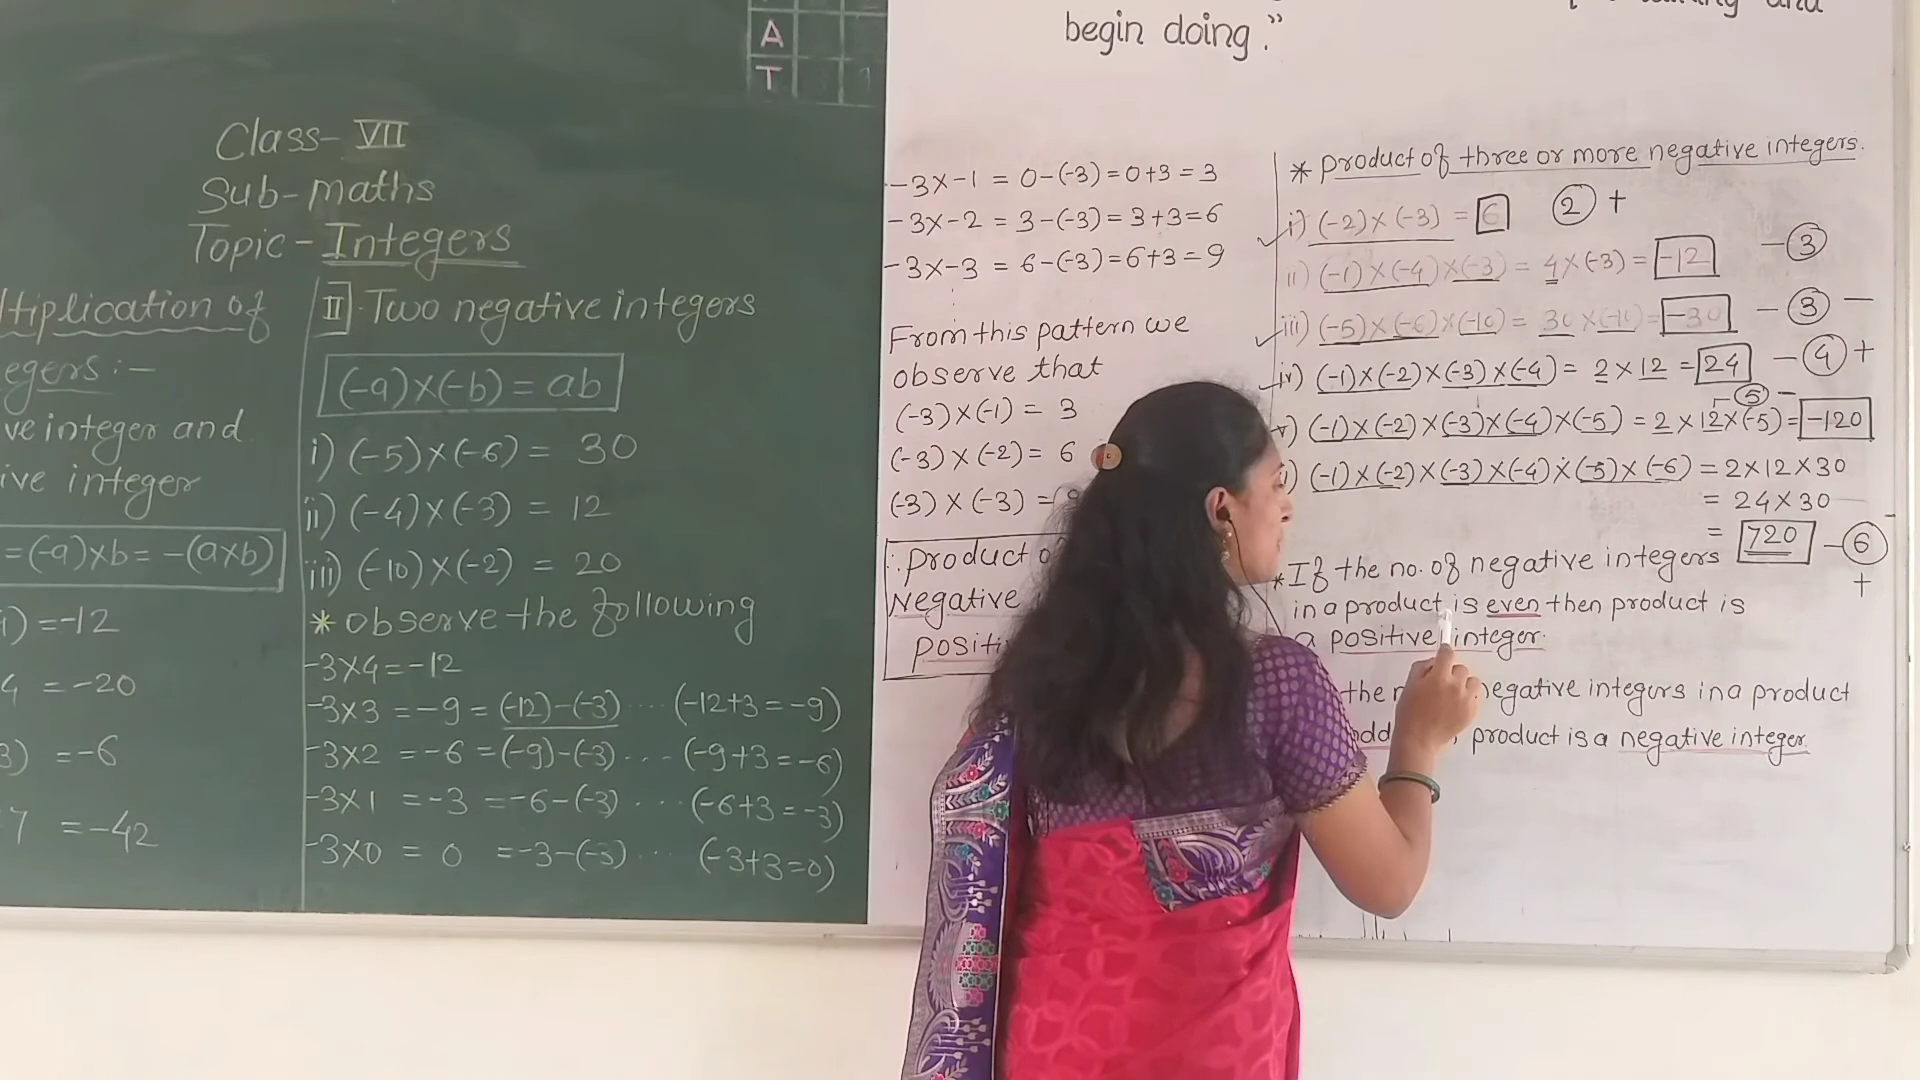 A
T
Class- VII
Sub-maths
Topic-Integers
tiplication of
egers:-
ve integer and
ive integer
=(-a)xb=-(axb)
i)=-12
4 =-20
3) =-6
7 =-42
II Two negative integers
(-a)×(-b)=ab
i) (-5)×(-6)= 30
ii) (-4)×(-3) = 12
iii) (-10)×(-2) = 20
* observe the following
-3×4=-12
-3×3 =-9=(-12)-(-3) .... (-12+3=-9)
-3×2 =-6=(-9)-(-3).... (-9+3=-6)
-3×1 =-3 =-6-(-3) .... (-6+3=-3)
-3×0 = 0 =-3-(-3) .... (-3+3=0)
and
begin doing."
-3×-1 = 0-(-3)=0+3=3
-3×-2 = 3-(-3)=3+3=6
-3×-3 = 6-(-3)=6+3=9
From this pattern we
observe that
(-3)×(-1)= 3
(-3)×(-2)= 6
(-3)×(-3) =
∴ product o
Negative
positi
* product of three or more negative integers.
i) (-2)×(-3) = 6 2 +
ii) (-1)×(-4)×(-3)= 4×(-3)= -12 -3
iii) (-5)×(-6)×(-10)= 30×(-10)= -30 -3 -
iv) (-1)×(-2)×(-3)×(-4)= 2×12=24 -4 +
5 -
v) (-1)×(-2)×(-3)×(-4)×(-5)=2×12×(-5)=-120
) (-1)×(-2)×(-3)×(-4)×(-5)×(-6)=2×12×30
= 24×30
= 720 -6
+
* If the no. of negative integers
in a product is even then product is
a positive integer.
the n egative integers in a product
odd product is a negative integer